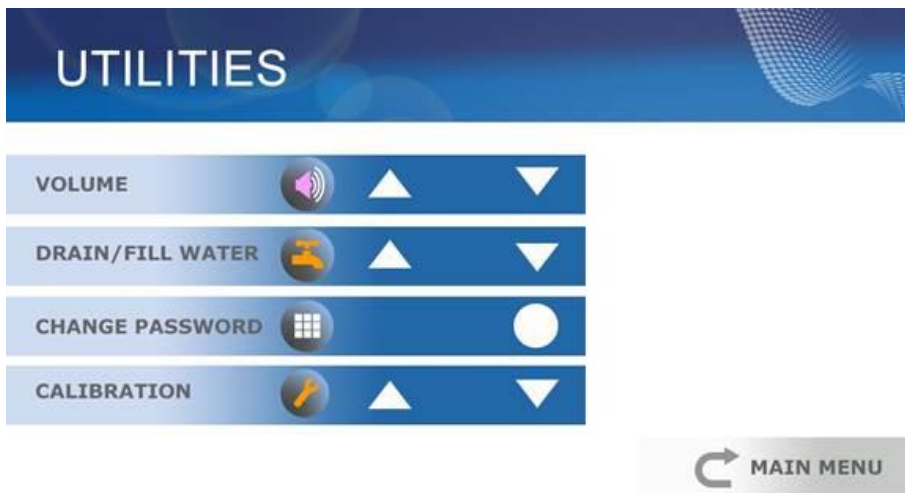 UTILITIES
VOLUME
DRAIN/FILL WATER
CHANGE PASSWORD
CALIBRATION
MAIN MENU